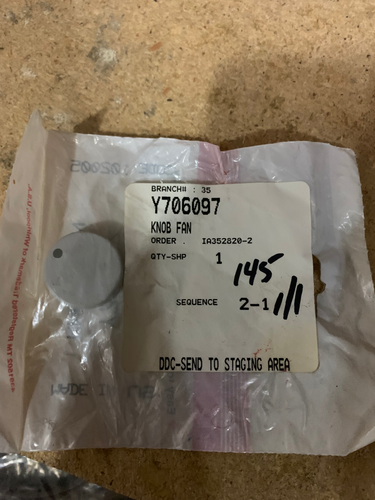 BRANCH# : 35
Y706097
KNOB FAN
ORDER . IA352820-2
QTY-SHP 1
145
SEQUENCE 2-1
1/1
DDC-SEND TO STAGING AREA